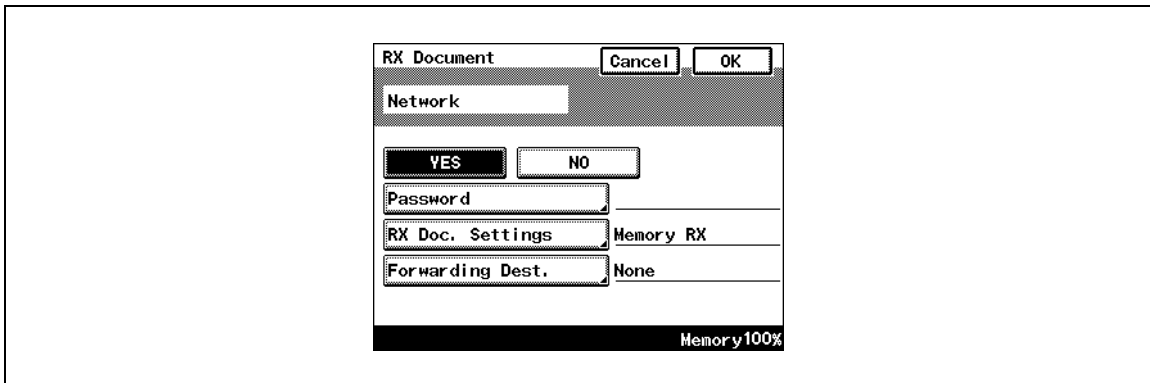 RX Document Cancel OK
Network
YES NO
Password
RX Doc. Settings Memory RX
Forwarding Dest. None
Memory100%